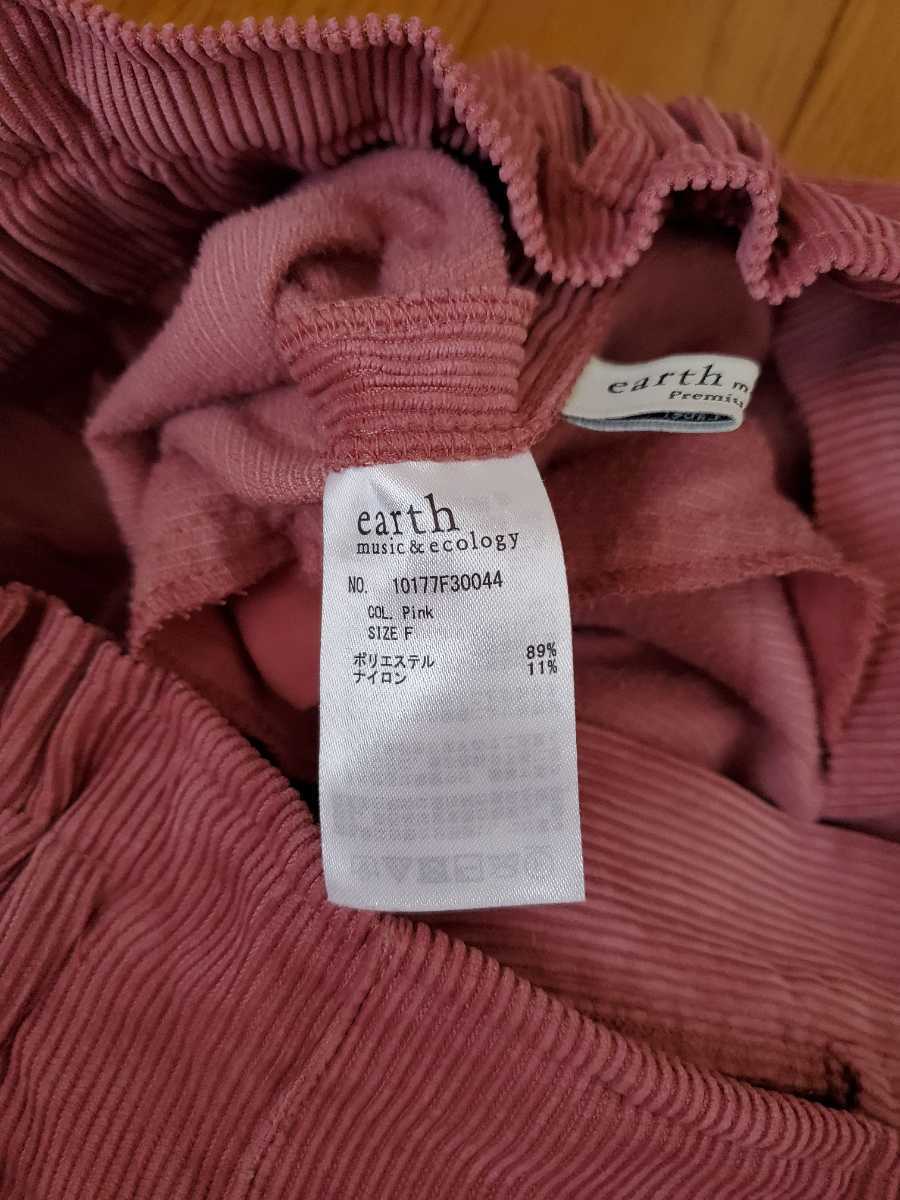 earth m
Premiu
earth
music & ecology
NO. 10177F30044
COL. Pink
SIZE F
ポリエステル 89%
ナイロン 11%